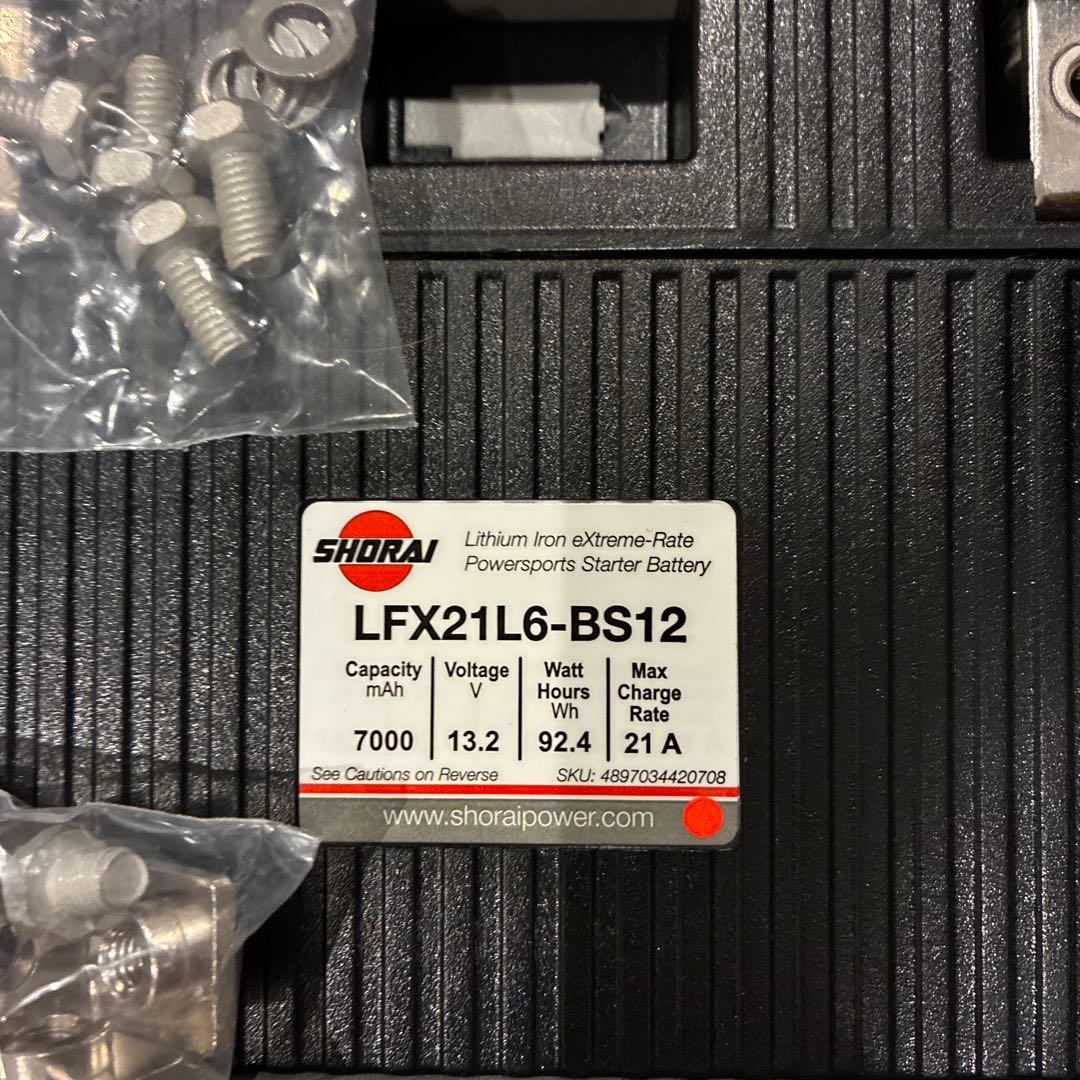 SHORAI
Lithium Iron eXtreme-Rate
Powersports Starter Battery
LFX21L6-BS12
Capacity mAh 7000
Voltage V 13.2
Watt Hours Wh 92.4
Max Charge Rate 21 A
See Cautions on Reverse SKU: 4897034420708
www.shoraipower.com